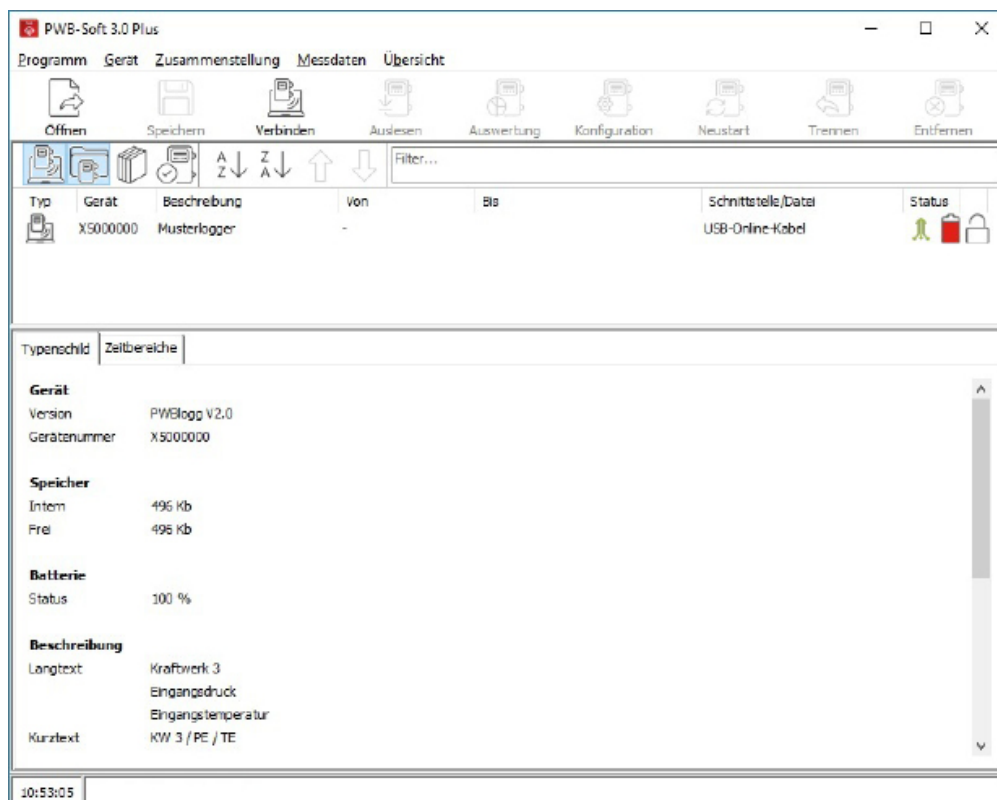 PWB-Soft 3.0 Plus
Programm Gerät Zusammenstellung Messdaten Übersicht
Öffnen Speichern Verbinden Auslesen Auswertung Konfiguration Neustart Trennen Entfernen
A Z Z A Filter...
Typ Gerät Beschreibung Von Bis Schnittstelle/Datei Status
X5000000 Musterlogger - USB-Online-Kabel
Typenschild Zeitbereiche
Gerät
Version PWBlogg V2.0
Gerätenummer X5000000
Speicher
Intern 496 Kb
Frei 496 Kb
Batterie
Status 100 %
Beschreibung
Langtext Kraftwerk 3
Eingangsdruck
Eingangstemperatur
Kurztext KW 3 / PE / TE
10:53:05